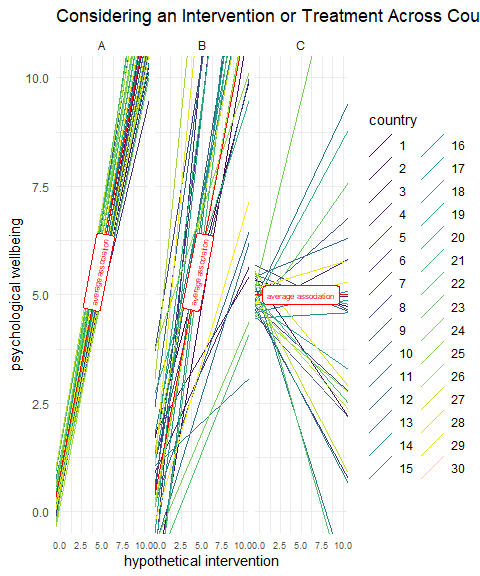 Considering an Intervention or Treatment Across Cou
A B C
10.0
7.5
5.0
2.5
0.0
psychological wellbeing
average association
average association
average association
0.0 2.5 5.0 7.5 10.0 0.0 2.5 5.0 7.5 10.0 0.0 2.5 5.0 7.5 10.0
hypothetical intervention
country
1 16
2 17
3 18
4 19
5 20
6 21
7 22
8 23
9 24
10 25
11 26
12 27
13 28
14 29
15 30